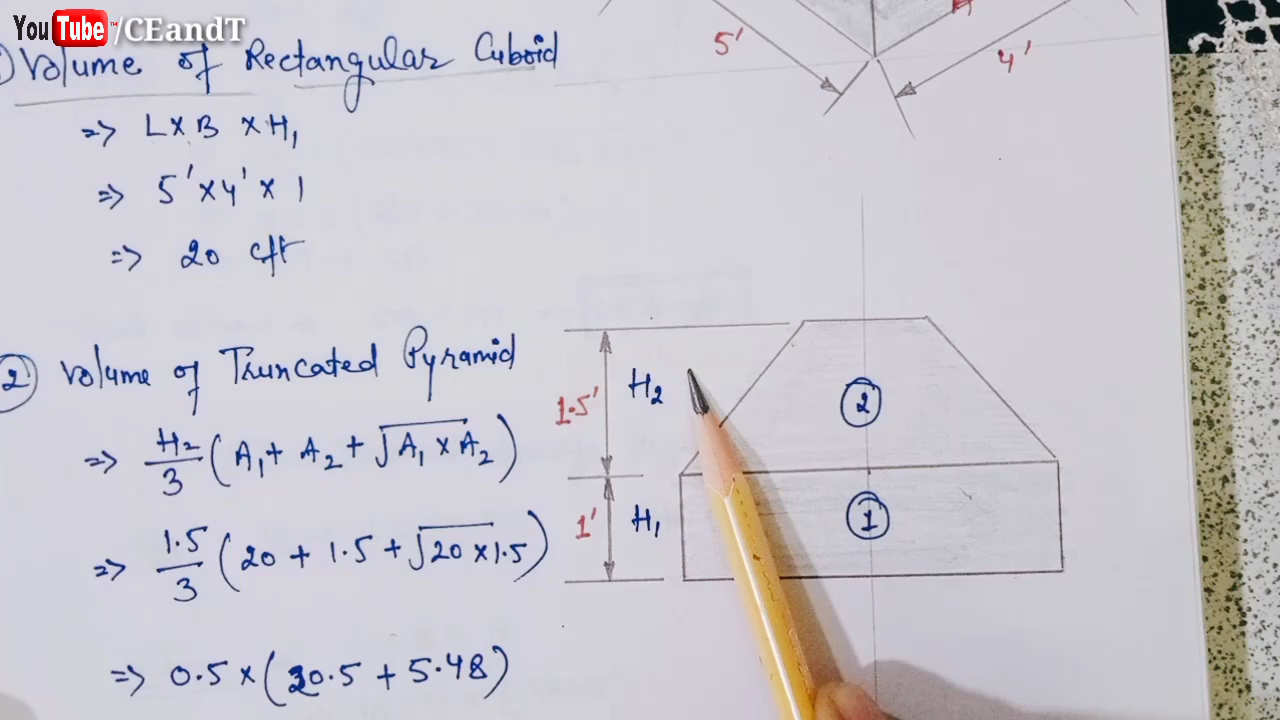 YouTube™/CEandT
) Volume of Rectangular Cuboid
5'
4'
=> L×B ×H₁
=> 5'×4'× 1
=> 20 cft
② Volume of Truncated Pyramid
=> H₂/3 (A₁+ A₂ + √A₁ × A₂)
1.5' H₂ ②
=> 1.5/3 (20 + 1.5 + √20 ×1.5)
1' H₁ ①
=> 0.5 × (20.5 + 5.48)